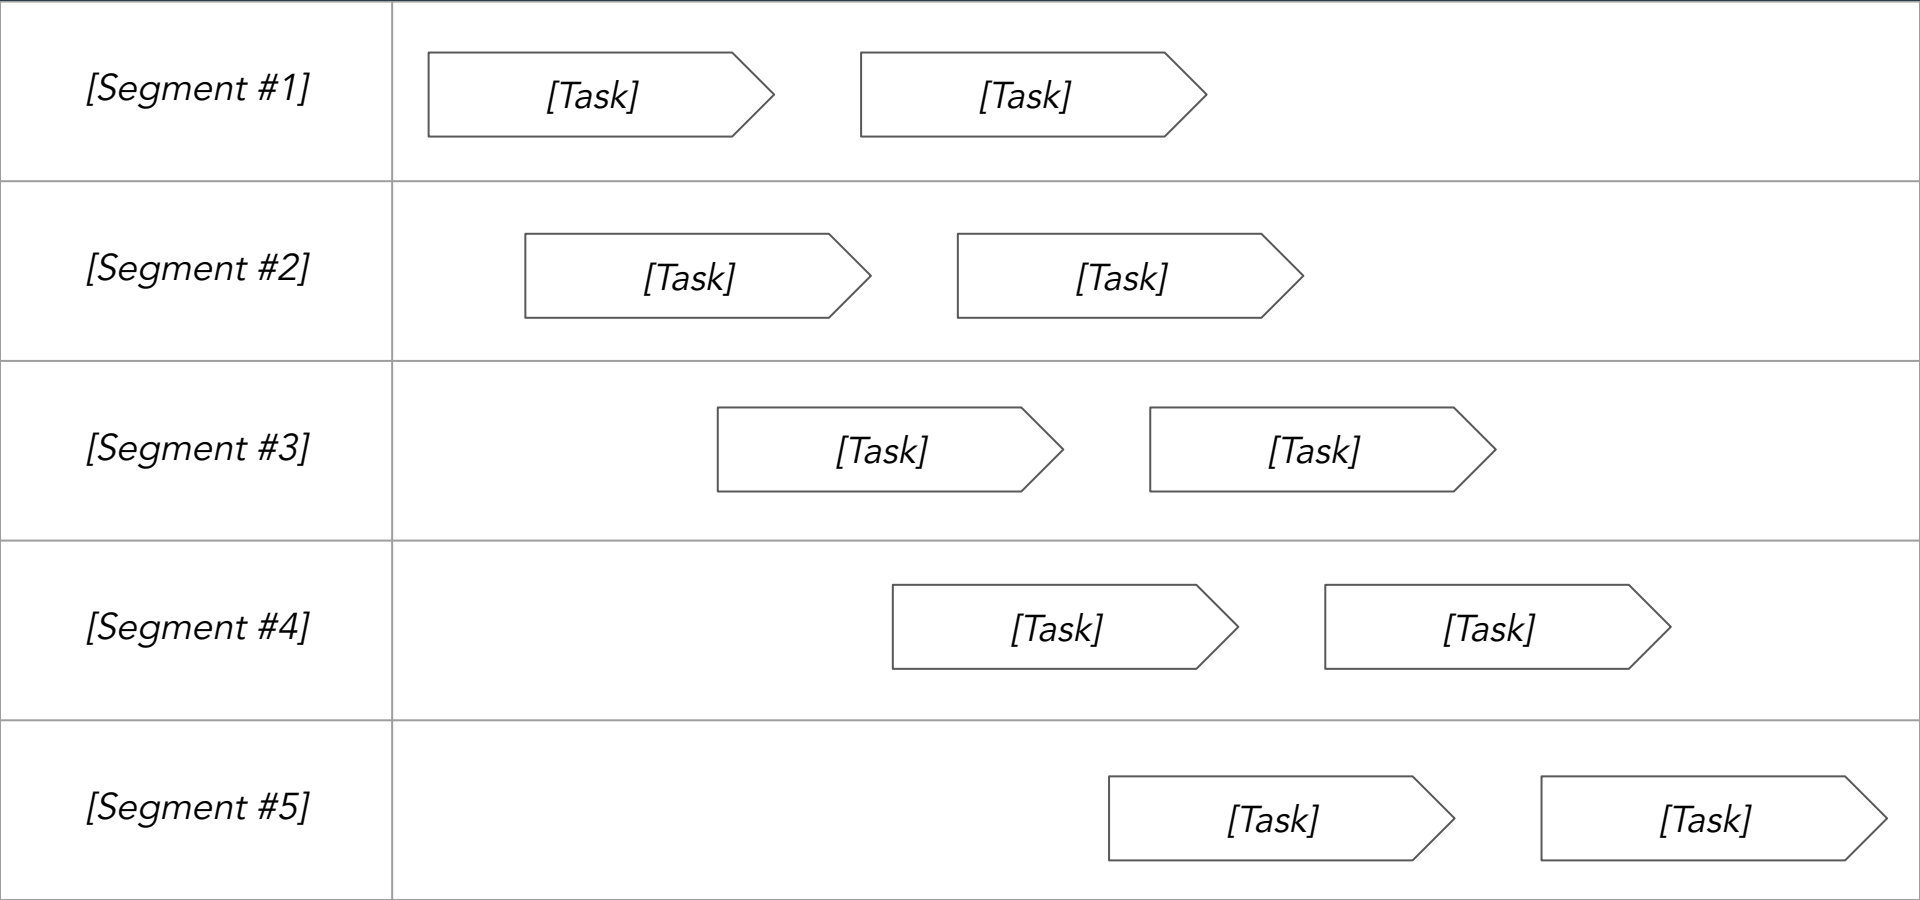 [Segment #1]
[Task] [Task]
[Segment #2]
[Task] [Task]
[Segment #3]
[Task] [Task]
[Segment #4]
[Task] [Task]
[Segment #5]
[Task] [Task]